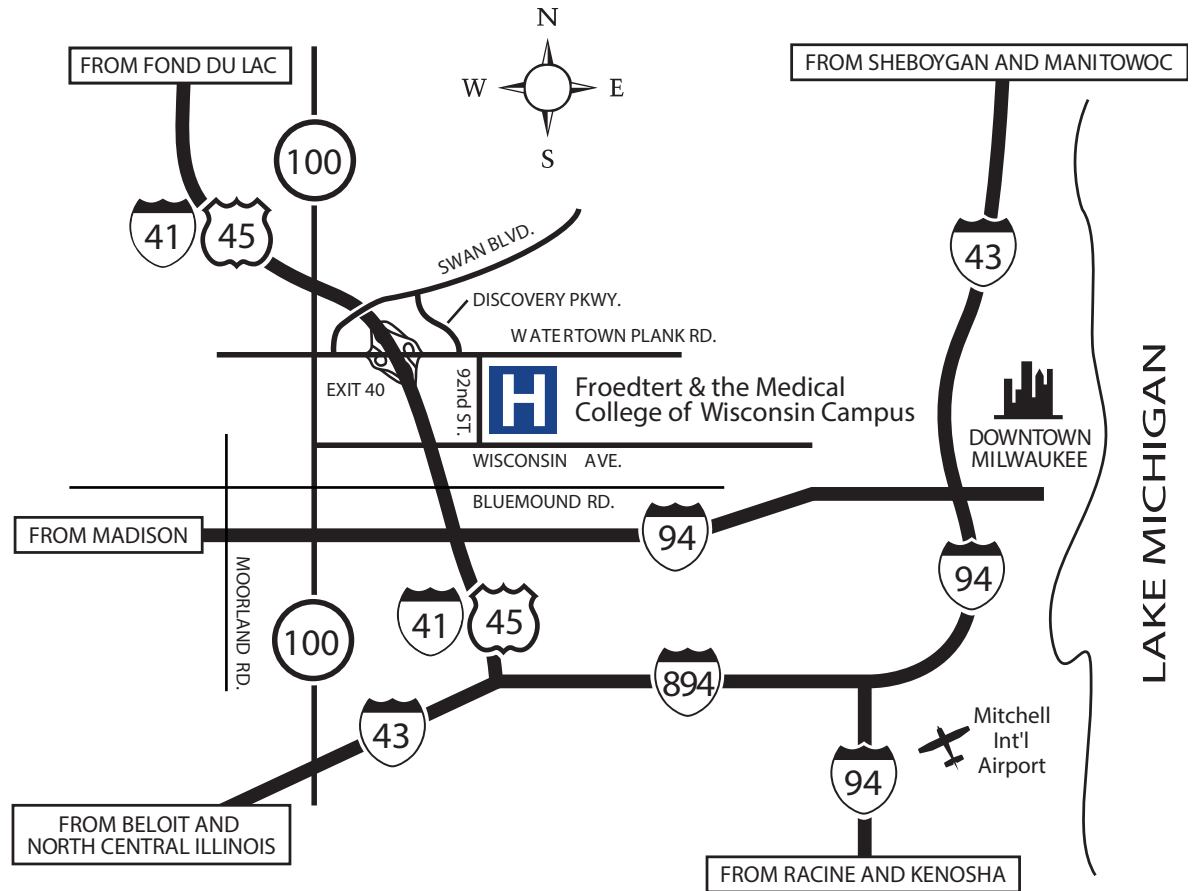 N
W
E
S
FROM FOND DU LAC
FROM SHEBOYGAN AND MANITOWOC
100
41
45
43
SWAN BLVD.
DISCOVERY PKWY.
WATERTOWN PLANK RD.
EXIT 40
92nd ST.
H
Froedtert & the Medical
College of Wisconsin Campus
DOWNTOWN
MILWAUKEE
LAKE MICHIGAN
WISCONSIN AVE.
BLUEMOUND RD.
FROM MADISON
94
94
MOORLAND RD.
41
45
100
894
43
Mitchell
Int'l
Airport
94
FROM BELOIT AND
NORTH CENTRAL ILLINOIS
FROM RACINE AND KENOSHA